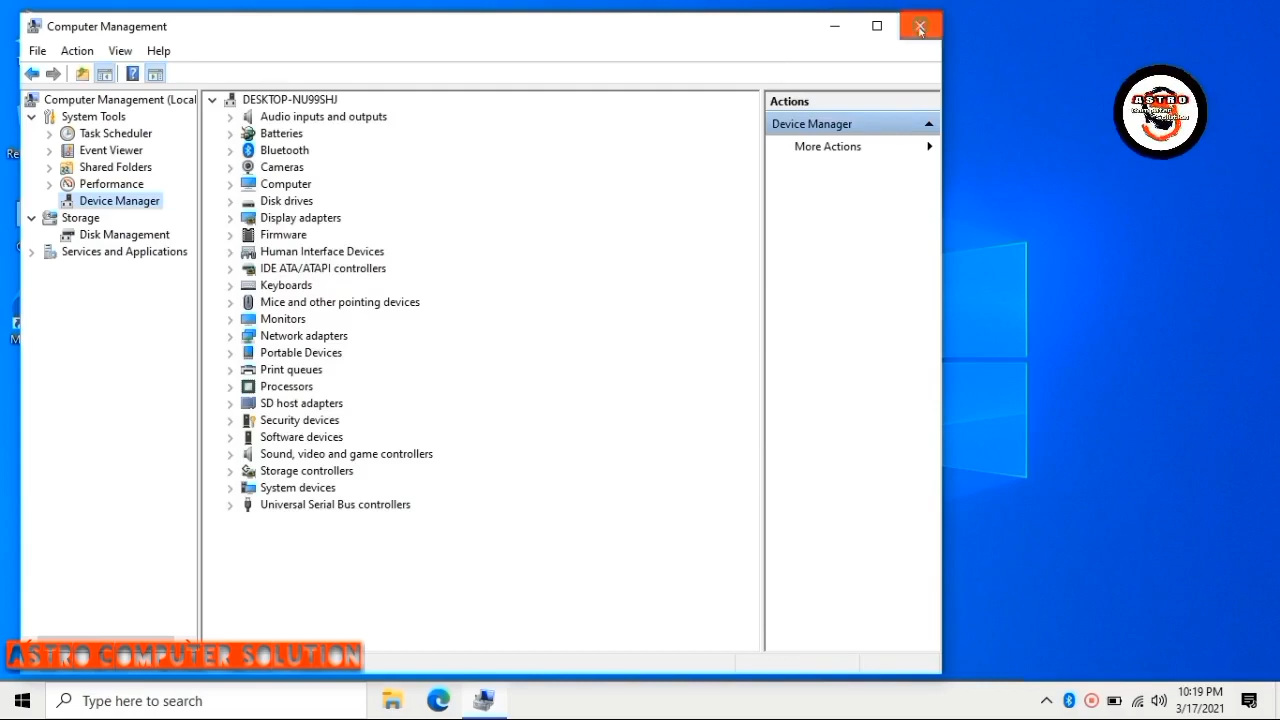 Computer Management
File Action View Help
Computer Management (Local
System Tools
Task Scheduler
Event Viewer
Shared Folders
Performance
Device Manager
Storage
Disk Management
Services and Applications
DESKTOP-NU99SHJ
Audio inputs and outputs
Batteries
Bluetooth
Cameras
Computer
Disk drives
Display adapters
Firmware
Human Interface Devices
IDE ATA/ATAPI controllers
Keyboards
Mice and other pointing devices
Monitors
Network adapters
Portable Devices
Print queues
Processors
SD host adapters
Security devices
Software devices
Sound, video and game controllers
Storage controllers
System devices
Universal Serial Bus controllers
Actions
Device Manager
More Actions
ASTRO
ASTRO COMPUTER SOLUTION
Type here to search
10:19 PM
3/17/2021